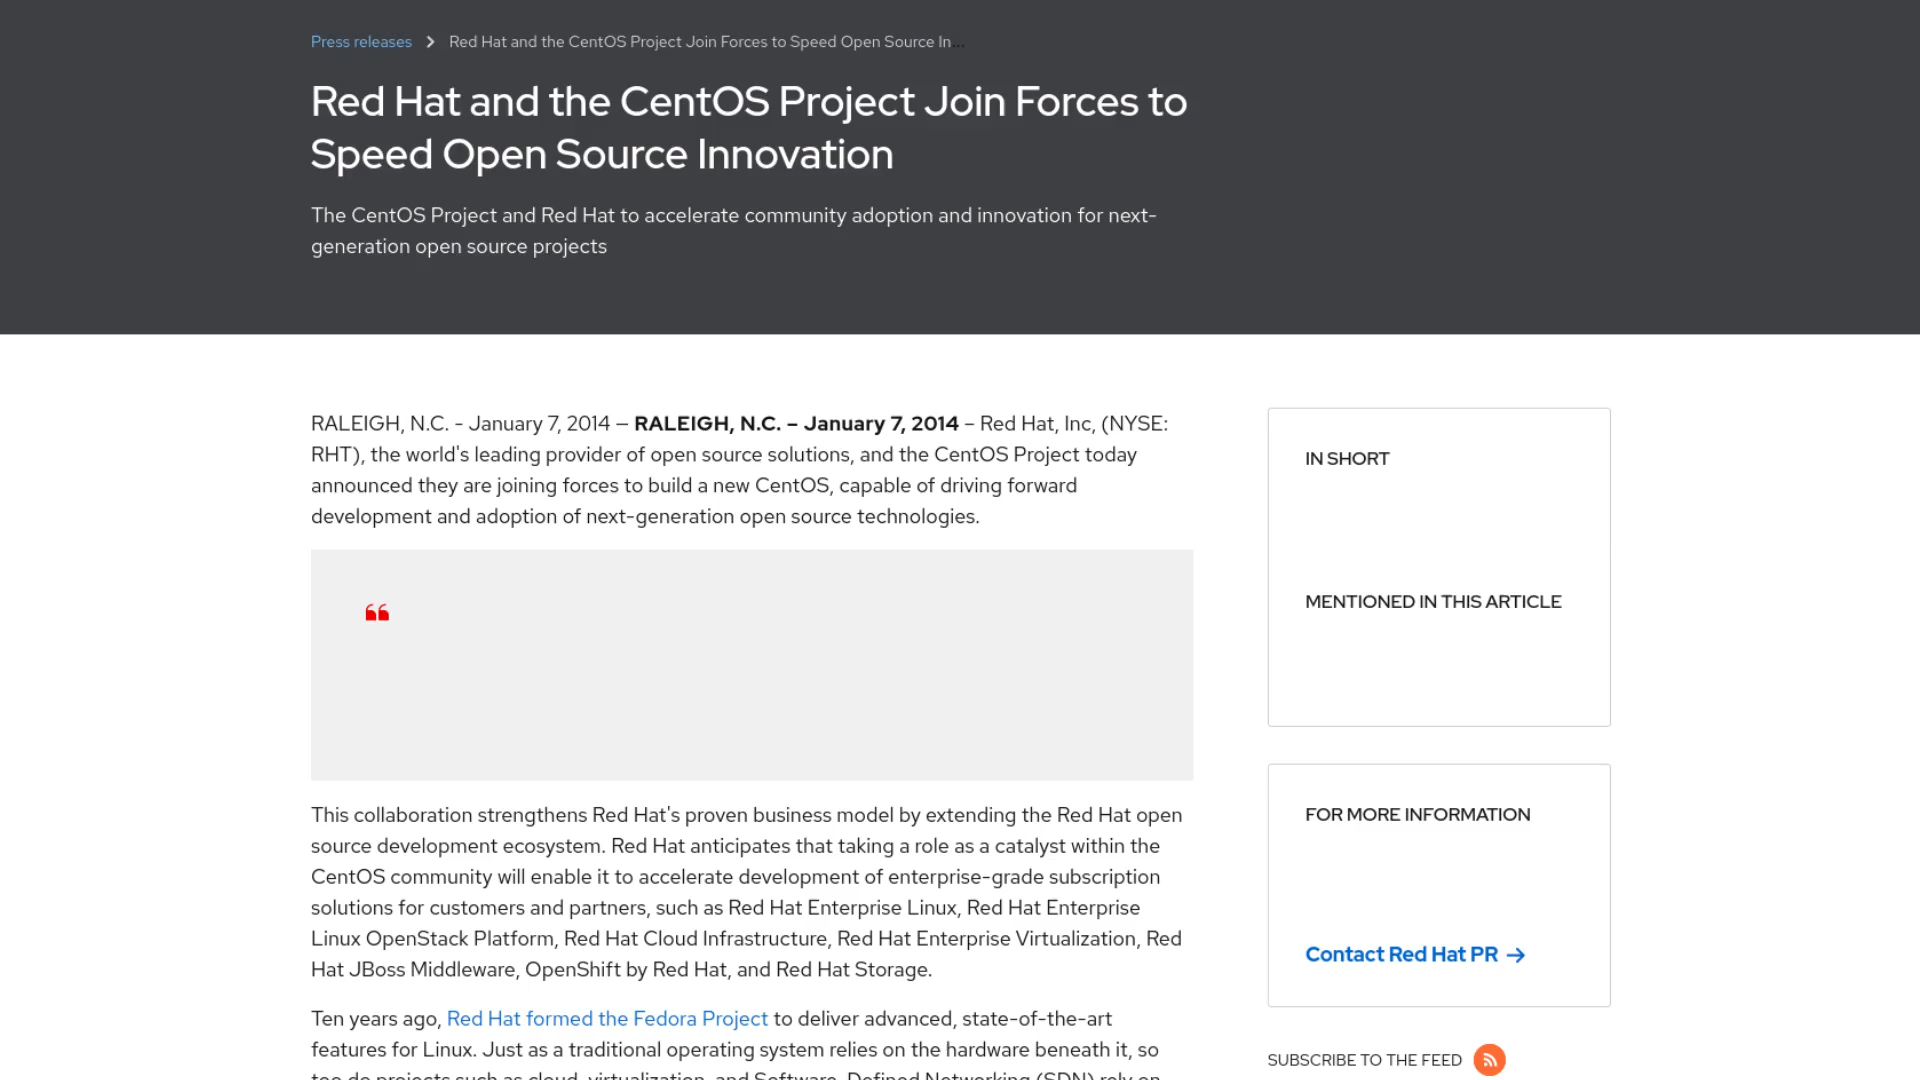 Press releases
Red Hat and the CentOS Project Join Forces to Speed Open Source In...
Red Hat and the CentOS Project Join Forces to
Speed Open Source Innovation
The CentOS Project and Red Hat to accelerate community adoption and innovation for next-
generation open source projects
RALEIGH, N.C. - January 7, 2014 – RALEIGH, N.C. – January 7, 2014 – Red Hat, Inc, (NYSE:
RHT), the world's leading provider of open source solutions, and the CentOS Project today
announced they are joining forces to build a new CentOS, capable of driving forward
development and adoption of next-generation open source technologies.
This collaboration strengthens Red Hat's proven business model by extending the Red Hat open
source development ecosystem. Red Hat anticipates that taking a role as a catalyst within the
CentOS community will enable it to accelerate development of enterprise-grade subscription
solutions for customers and partners, such as Red Hat Enterprise Linux, Red Hat Enterprise
Linux OpenStack Platform, Red Hat Cloud Infrastructure, Red Hat Enterprise Virtualization, Red
Hat JBoss Middleware, OpenShift by Red Hat, and Red Hat Storage.
Ten years ago, Red Hat formed the Fedora Project to deliver advanced, state-of-the-art
features for Linux. Just as a traditional operating system relies on the hardware beneath it, so
too do projects such as cloud, virtualization, and Software-Defined Networking (SDN) rely on
IN SHORT
MENTIONED IN THIS ARTICLE
FOR MORE INFORMATION
Contact Red Hat PR
SUBSCRIBE TO THE FEED